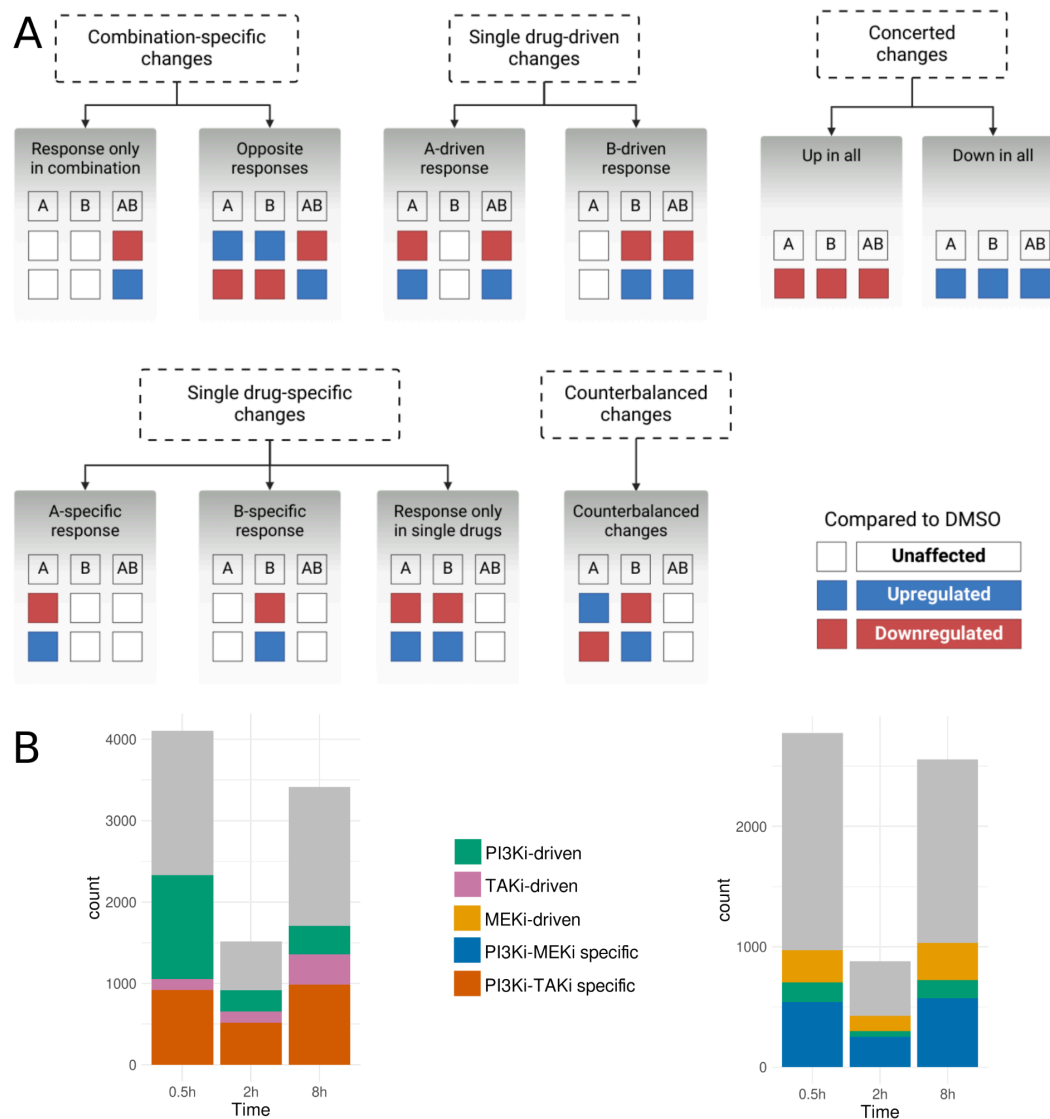 A
Combination-specific
changes
Single drug-driven
changes
Concerted
changes
Response only
in combination
A B AB
Opposite
responses
A B AB
A-driven
response
A B AB
B-driven
response
A B AB
Up in all
A B AB
Down in all
A B AB
Single drug-specific
changes
Counterbalanced
changes
A-specific
response
A B AB
B-specific
response
A B AB
Response only
in single drugs
A B AB
Counterbalanced
changes
A B AB
Compared to DMSO
Unaffected
Upregulated
Downregulated
B
4000
3000
2000
1000
0
count
0.5h 2h 8h
Time
PI3Ki-driven
TAKi-driven
MEKi-driven
PI3Ki-MEKi specific
PI3Ki-TAKi specific
2000
1000
0
count
0.5h 2h 8h
Time